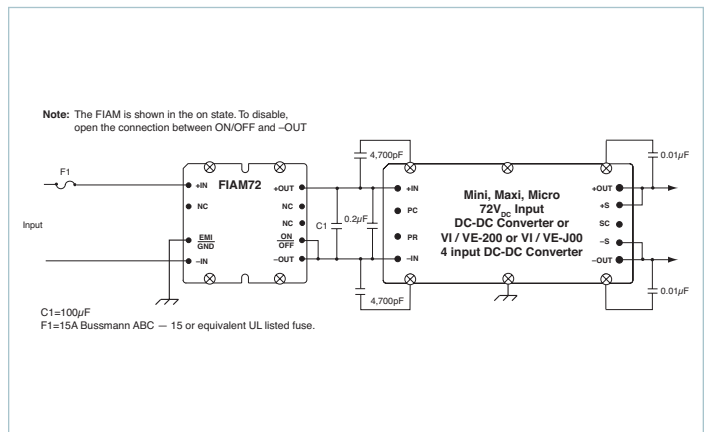 Note: The FIAM is shown in the on state. To disable,
open the connection between ON/OFF and –OUT
F1
Input
FIAM72
+IN
NC
EMI
GND
–IN
+OUT
NC
NC
ON
OFF
–OUT
C1
0.2µF
4,700pF
4,700pF
+IN
PC
PR
–IN
Mini, Maxi, Micro
72VDC Input
DC-DC Converter or
VI / VE-200 or VI / VE-J00
4 input DC-DC Converter
+OUT
+S
SC
–S
–OUT
0.01µF
0.01µF
C1=100µF
F1=15A Bussmann ABC — 15 or equivalent UL listed fuse.